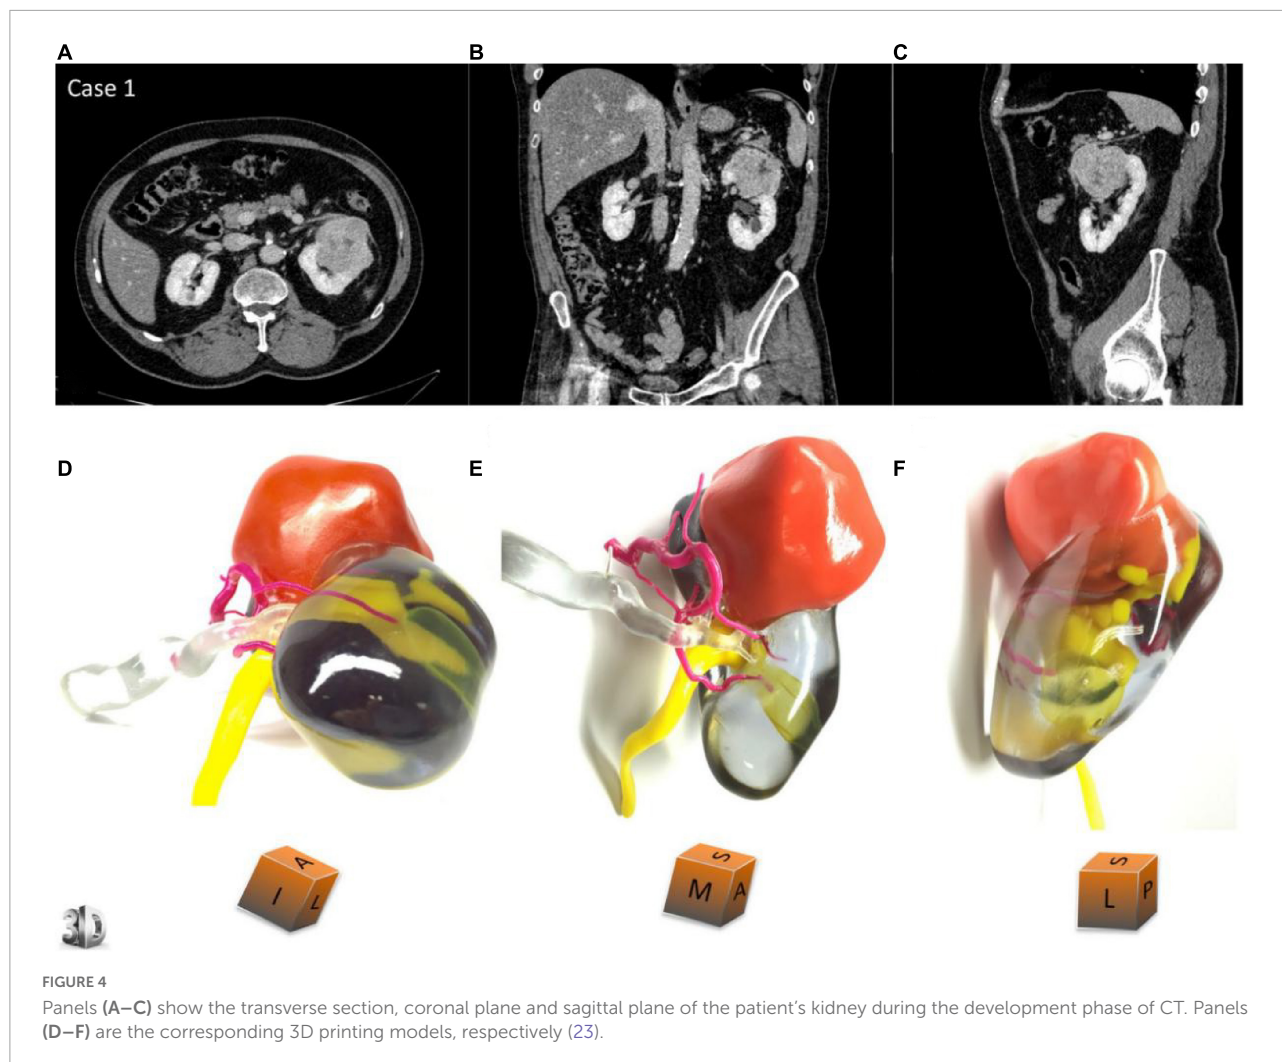 A
B
C
Case 1
D
E
F
A
I
L
S
M
A
S
L
P
3D
FIGURE 4
Panels (A–C) show the transverse section, coronal plane and sagittal plane of the patient's kidney during the development phase of CT. Panels
(D–F) are the corresponding 3D printing models, respectively (23).